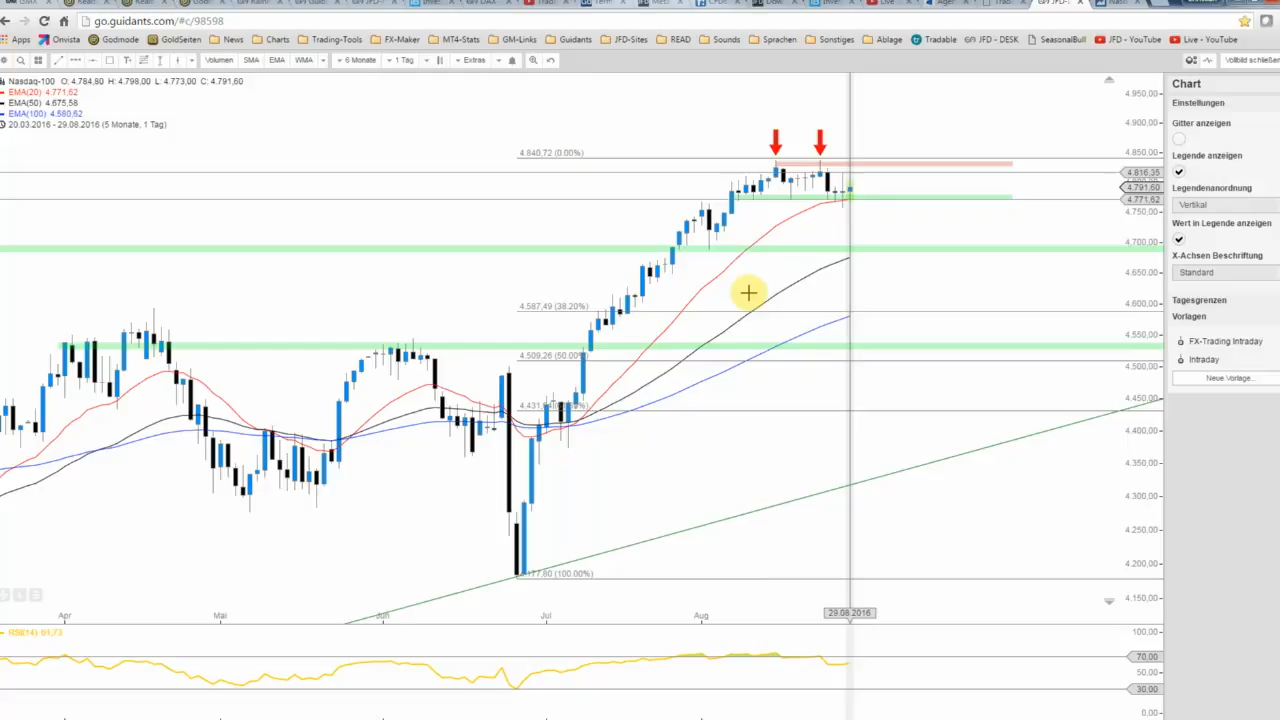 go.guidants.com/#c/98598
Apps Onvista Godmode GoldSeiten News Charts Trading-Tools FX-Maker MT4-Stats GM-Links Guidants JFD-Sites READ Sounds Sprachen Sonstiges Ablage Tradable JFD - DESK SeasonalBull JFD - YouTube Live - YouTube
Volumen SMA EMA WMA 6 Monate 1 Tag Extras Vollbild schließen
Nasdaq-100 O: 4.784,80 H: 4.798,00 L: 4.773,00 C: 4.791,60
EMA(20) 4.771,62
EMA(50) 4.675,58
EMA(100) 4.580,62
20.03.2016 - 29.08.2016 (5 Monate, 1 Tag)
4.840,72 (0.00%)
4.587,49 (38.20%)
4.509,26 (50.00%)
(100.00%)
4.950,00
4.900,00
4.850,00
4.816,35
4.791,60
4.771,62
4.750,00
4.700,00
4.650,00
4.600,00
4.550,00
4.500,00
4.450,00
4.400,00
4.350,00
4.300,00
4.250,00
4.200,00
4.150,00
Apr Mai Jun Jul Aug 29.08.2016
RSI(14) 61,73
100,00
70,00
50,00
30,00
0,00
Chart
Einstellungen
Gitter anzeigen
Legende anzeigen
Legendenanordnung
Vertikal
Wert in Legende anzeigen
X-Achsen Beschriftung
Standard
Tagesgrenzen
Vorlagen
FX-Trading Intraday
Intraday
Neue Vorlage...